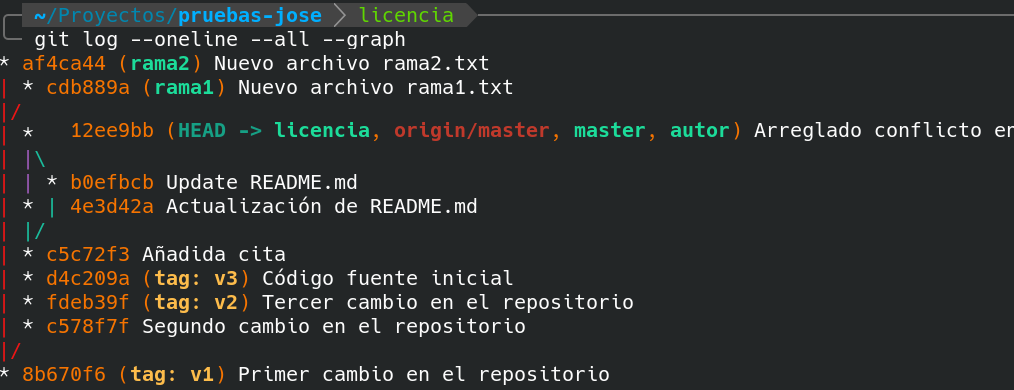 ~/Proyectos/pruebas-jose licencia
git log --oneline --all --graph
* af4ca44 (rama2) Nuevo archivo rama2.txt
| * cdb889a (rama1) Nuevo archivo rama1.txt
|/
| *   12ee9bb (HEAD -> licencia, origin/master, master, autor) Arreglado conflicto en
| |\
| | * b0efbcb Update README.md
| * | 4e3d42a Actualización de README.md
| |/
| * c5c72f3 Añadida cita
| * d4c209a (tag: v3) Código fuente inicial
| * fdeb39f (tag: v2) Tercer cambio en el repositorio
| * c578f7f Segundo cambio en el repositorio
|/
* 8b670f6 (tag: v1) Primer cambio en el repositorio